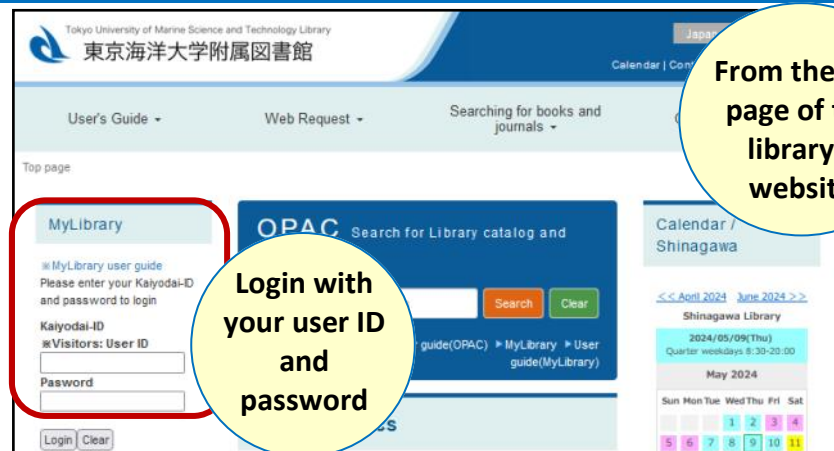 Tokyo University of Marine Science and Technology Library
東京海洋大学附属図書館
Calendar |
From the
page of
library
User's Guide
Web Request
Searching for books and
journals
Top page
MyLibrary
※MyLibrary user guide
Please enter your Kaiyodai-ID
and password to login
Kaiyodai-ID
※Visitors: User ID
Pasword
Login Clear
OPAC Search for Library catalog and
Search Clear
guide(OPAC) ▶MyLibrary ▶User
guide(MyLibrary)
Login with
your user ID
and
password
Calendar /
Shinagawa
<< April 2024 June 2024 >>
Shinagawa Library
2024/05/09(Thu)
Quarter weekdays 8:30-20:00
May 2024
Sun Mon Tue Wed Thu Fri Sat
1 2 3 4
5 6 7 8 9 10 11